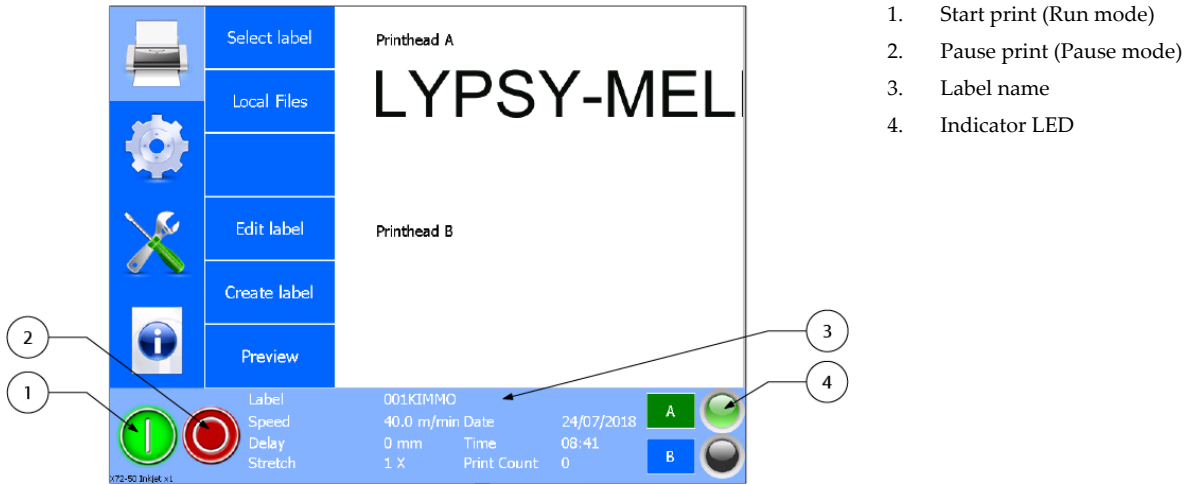 Select label
Local Files
Edit label
Create label
Preview
Printhead A
LYPSY-MEL
Printhead B
Label 001KIMMO
Speed 40.0 m/min Date 24/07/2018
Delay 0 mm Time 08:41
Stretch 1 X Print Count 0
A
B
X72-50 Inkjet x1
2
1
3
4
1. Start print (Run mode)
2. Pause print (Pause mode)
3. Label name
4. Indicator LED